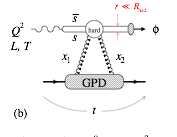 r ≪ R_had
s̄
Q² hard ϕ
s
L, T
x₁ x₂
GPD
t
(b)